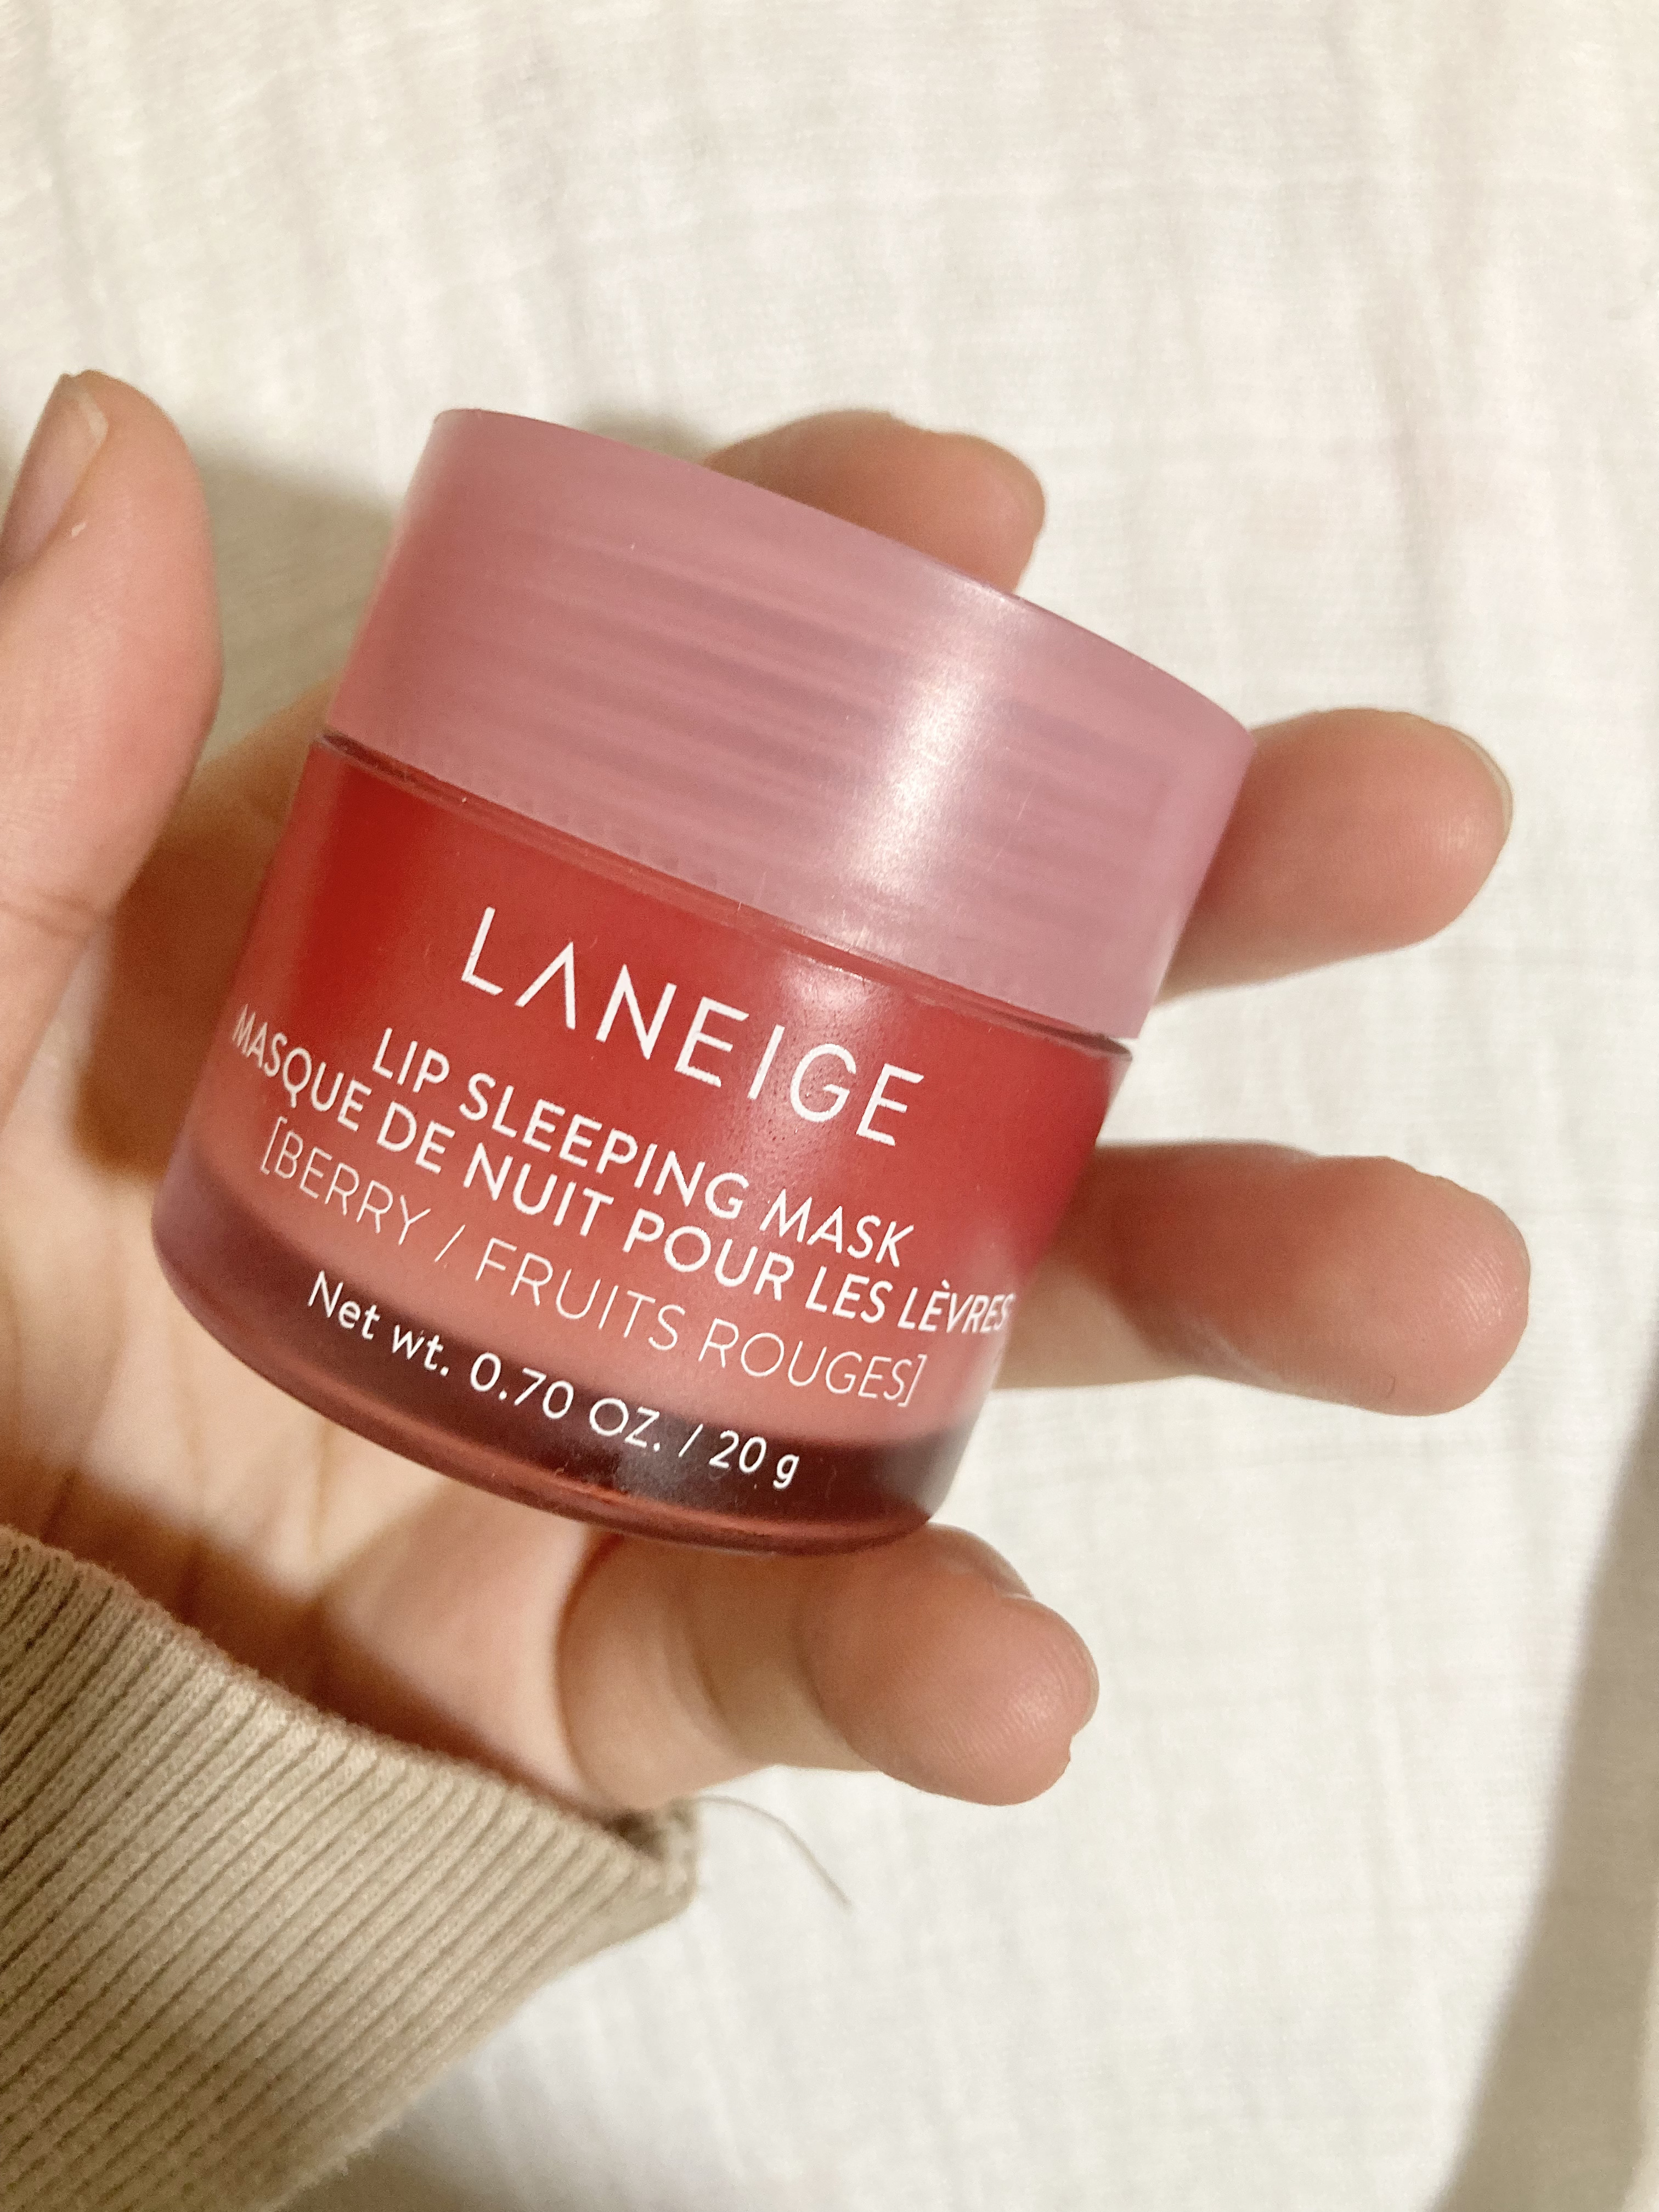 LANEIGE
LIP SLEEPING MASK
MASQUE DE NUIT POUR LES LÈVRES
[BERRY / FRUITS ROUGES]
Net wt. 0.70 OZ. / 20 g